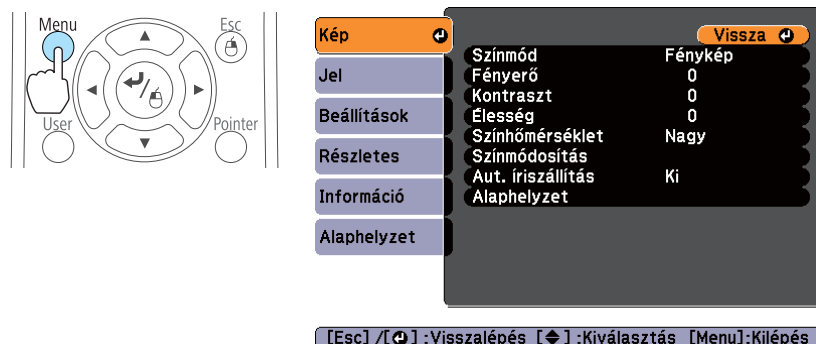 Menu
Esc
User
Pointer
Kép
Jel
Beállítások
Részletes
Információ
Alaphelyzet
Vissza
Színmód Fénykép
Fényerő 0
Kontraszt 0
Élesség 0
Színhőmérséklet Nagy
Színmódosítás
Aut. íriszállítás Ki
Alaphelyzet
[Esc] /[ ] :Visszalépés [ ] :Kiválasztás [Menu]:Kilépés